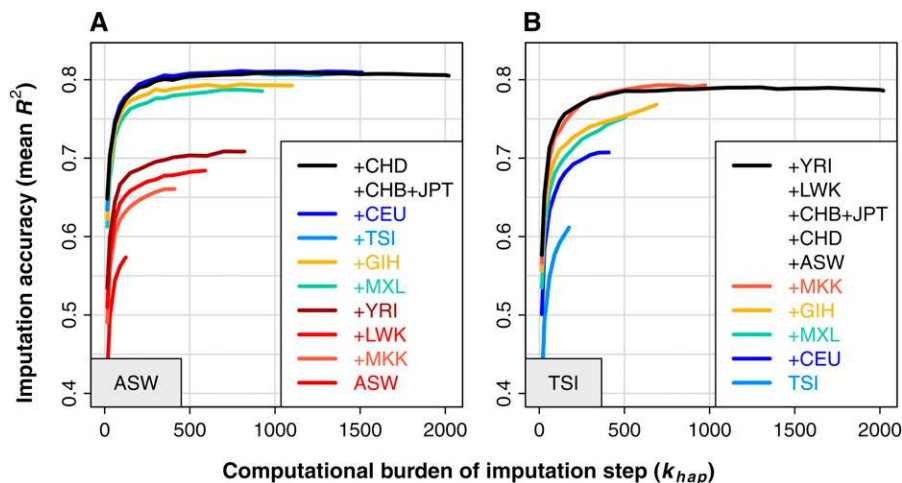 A
B
Imputation accuracy (mean R²)
0.4
0.5
0.6
0.7
0.8
+CHD
+CHB+JPT
+CEU
+TSI
+GIH
+MXL
+YRI
+LWK
+MKK
ASW
ASW
0
500
1000
1500
2000
0.4
0.5
0.6
0.7
0.8
+YRI
+LWK
+CHB+JPT
+CHD
+ASW
+MKK
+GIH
+MXL
+CEU
TSI
TSI
0
500
1000
1500
2000
Computational burden of imputation step (k_hap)